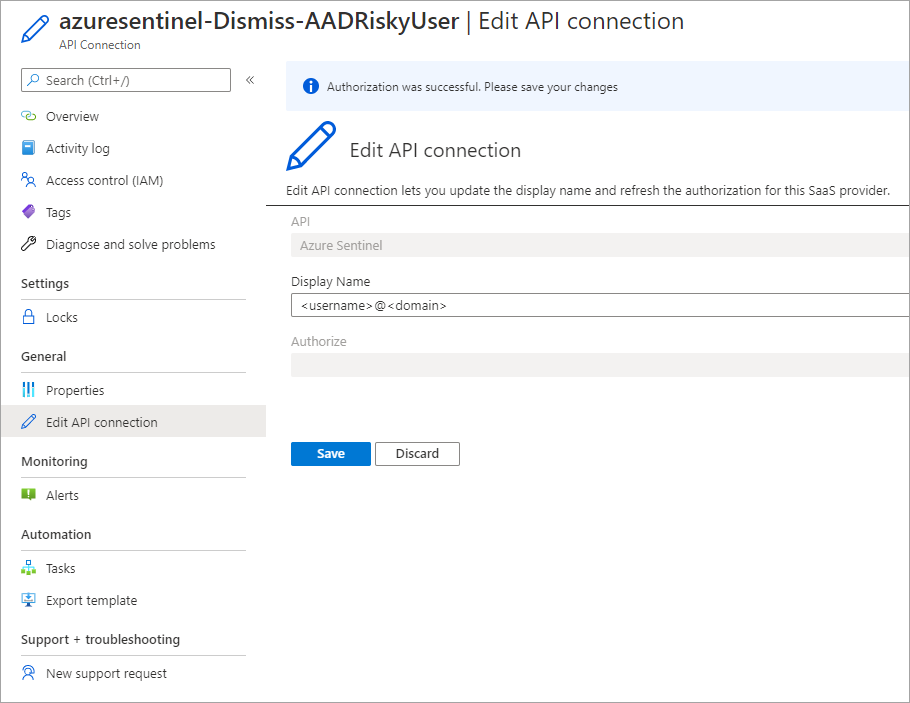 azuresentinel-Dismiss-AADRiskyUser | Edit API connection
API Connection
Search (Ctrl+/)
«
Overview
Activity log
Access control (IAM)
Tags
Diagnose and solve problems
Settings
Locks
General
Properties
Edit API connection
Monitoring
Alerts
Automation
Tasks
Export template
Support + troubleshooting
New support request
Authorization was successful. Please save your changes
Edit API connection
Edit API connection lets you update the display name and refresh the authorization for this SaaS provider.
API
Azure Sentinel
Display Name
<username>@<domain>
Authorize
Save
Discard